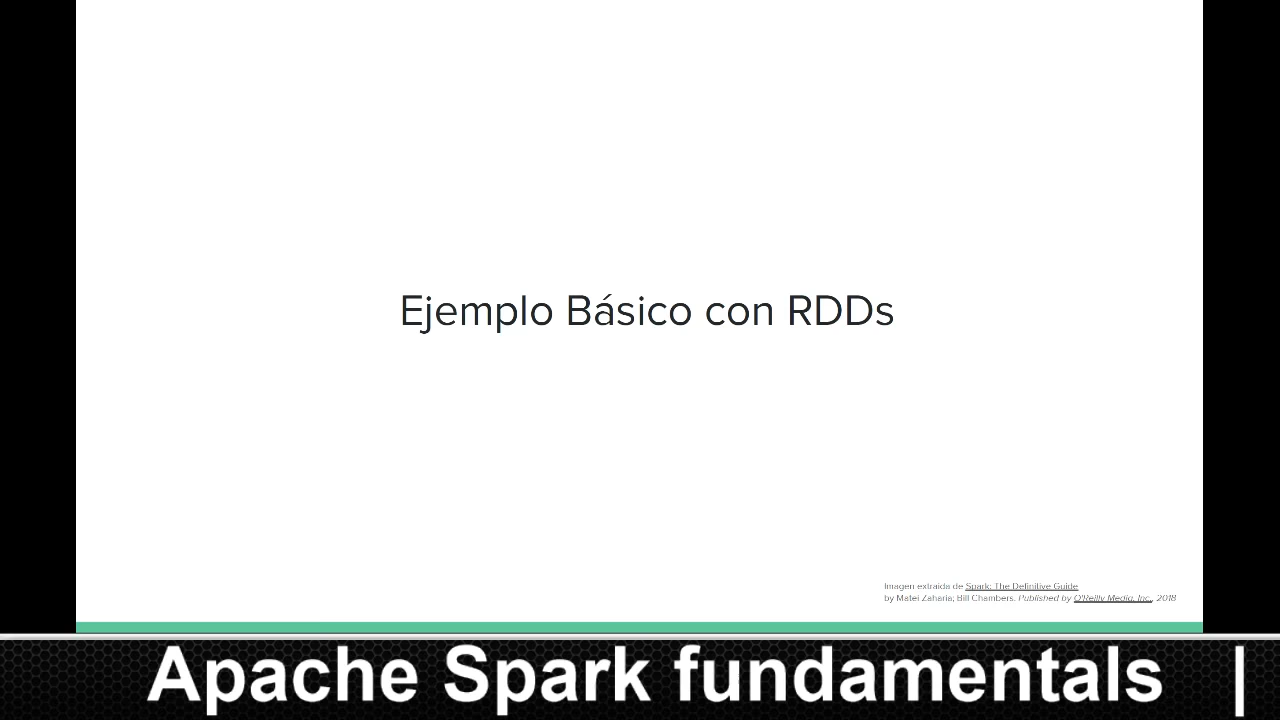 Ejemplo Básico con RDDs
Imagen extraida de Spark: The Definitive Guide
by Matei Zaharia; Bill Chambers. Published by O'Reilly Media, Inc., 2018
Apache Spark fundamentals |